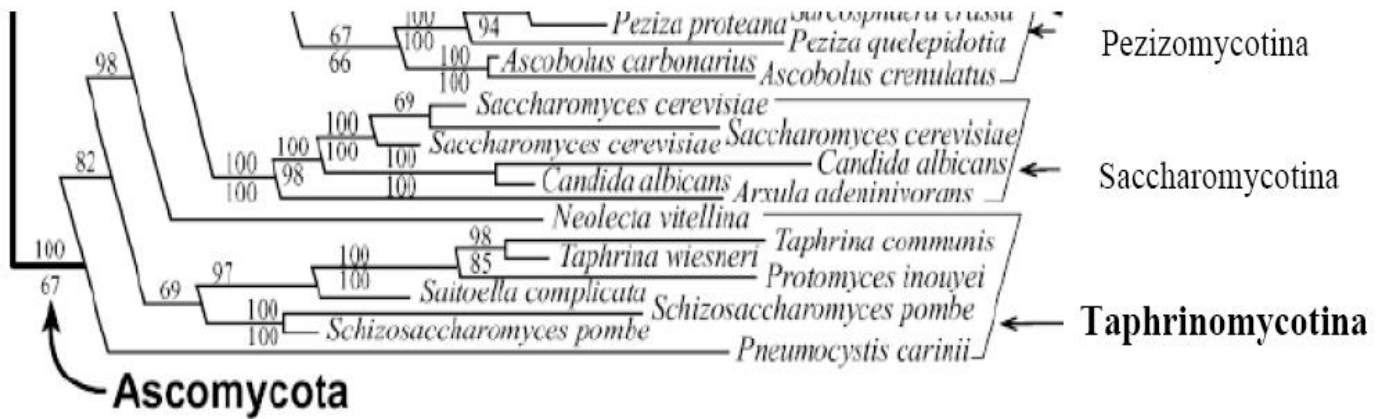 100
Peziza proteana
94
67
100
Peziza quelepidotia
Pezizomycotina
66
100
Ascobolus carbonarius
98
100
Ascobolus crenulatus
69
Saccharomyces cerevisiae
100
Saccharomyces cerevisiae
100
100
100
Saccharomyces cerevisiae
100
Candida albicans
82
98
Candida albicans
Saccharomycotina
100
100
Arxula adeninivorans
Neolecta vitellina
98
Taphrina communis
100
100
Taphrina wiesneri
97
100
85
Protomyces inouyei
67
69
Saitoella complicata
100
Schizosaccharomyces pombe
Taphrinomycotina
100
Schizosaccharomyces pombe
Pneumocystis carinii
Ascomycota